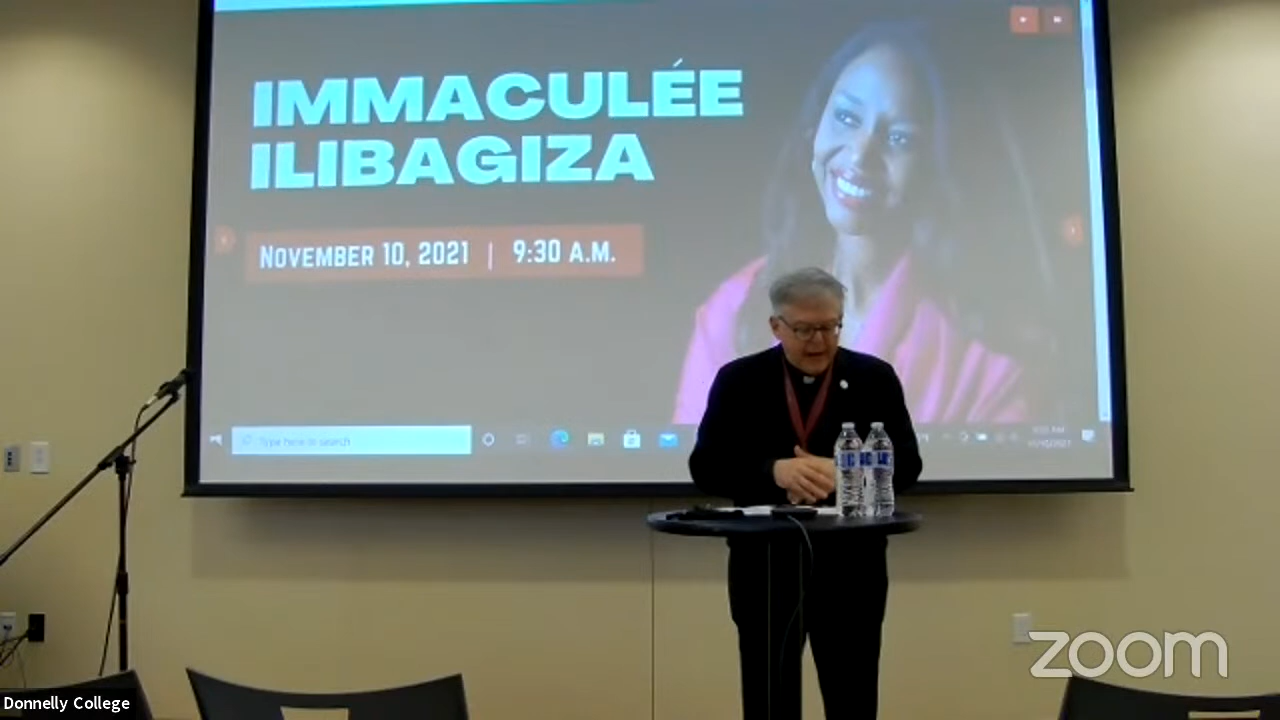 IMMACULÉE
ILIBAGIZA
NOVEMBER 10, 2021 | 9:30 A.M.
Type here to search
zoom
Donnelly College